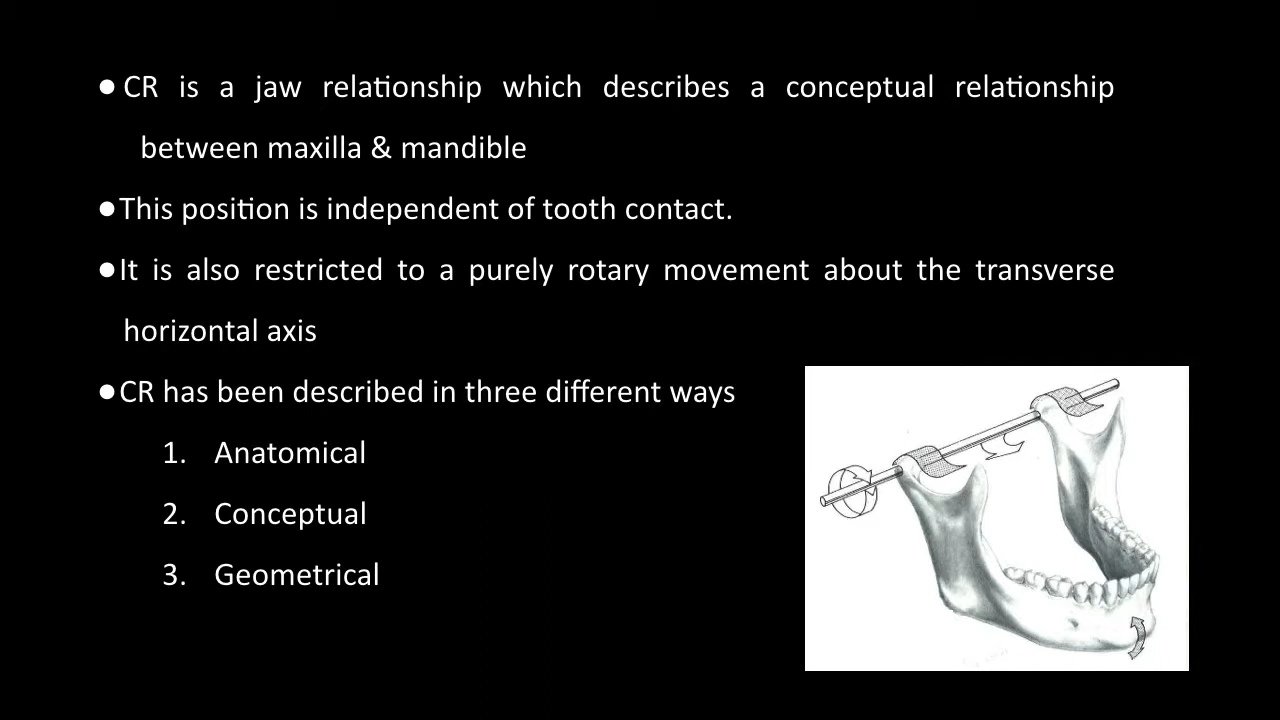 ●CR is a jaw relationship which describes a conceptual relationship
between maxilla & mandible
●This position is independent of tooth contact.
●It is also restricted to a purely rotary movement about the transverse
horizontal axis
●CR has been described in three different ways
1. Anatomical
2. Conceptual
3. Geometrical